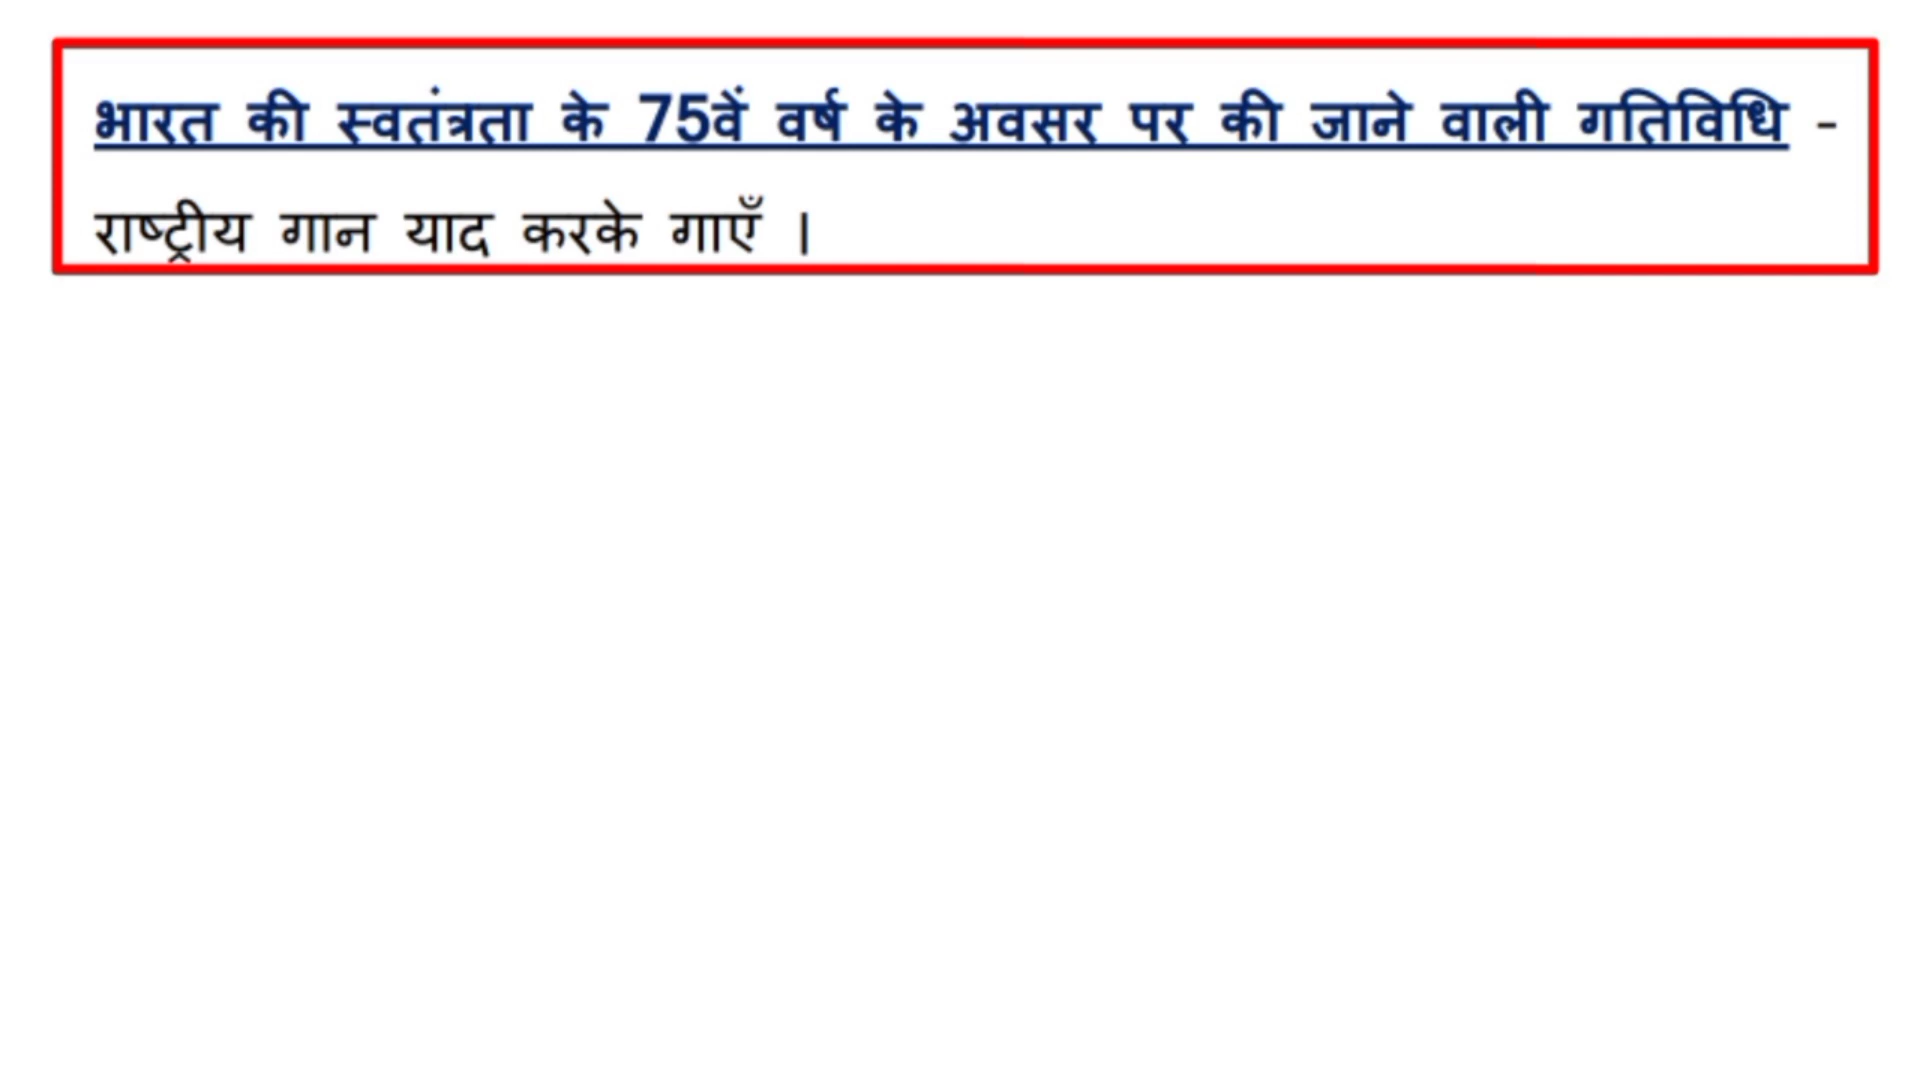 भारत की स्वतंत्रता के 75वें वर्ष के अवसर पर की जाने वाली गतिविधि -
राष्ट्रीय गान याद करके गाएँ ।